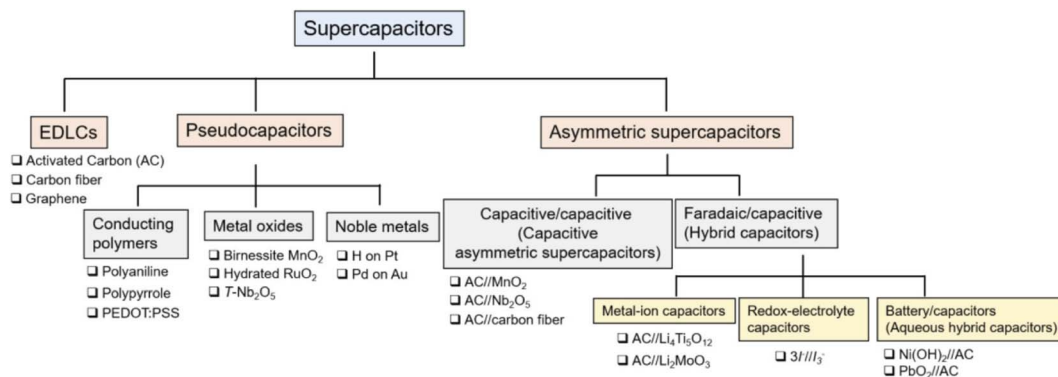 Supercapacitors
EDLCs
❑ Activated Carbon (AC)
❑ Carbon fiber
❑ Graphene
Pseudocapacitors
Conducting
polymers
❑ Polyaniline
❑ Polypyrrole
❑ PEDOT:PSS
Metal oxides
❑ Birnessite MnO₂
❑ Hydrated RuO₂
❑ T-Nb₂O₅
Noble metals
❑ H on Pt
❑ Pd on Au
Asymmetric supercapacitors
Capacitive/capacitive
(Capacitive
asymmetric supercapacitors)
❑ AC//MnO₂
❑ AC//Nb₂O₅
❑ AC//carbon fiber
Faradaic/capacitive
(Hybrid capacitors)
Metal-ion capacitors
❑ AC//Li₄Ti₅O₁₂
❑ AC//Li₂MoO₃
Redox-electrolyte
capacitors
❑ 3I⁻//I₃⁻
Battery/capacitors
(Aqueous hybrid capacitors)
❑ Ni(OH)₂//AC
❑ PbO₂//AC